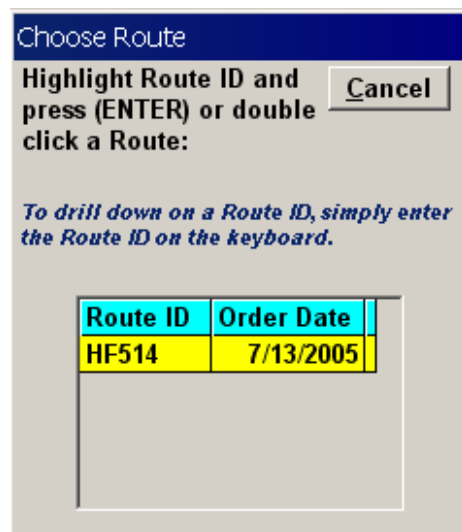 Choose Route
Highlight Route ID and
press (ENTER) or double
click a Route:
Cancel
To drill down on a Route ID, simply enter
the Route ID on the keyboard.
Route ID Order Date
HF514 7/13/2005